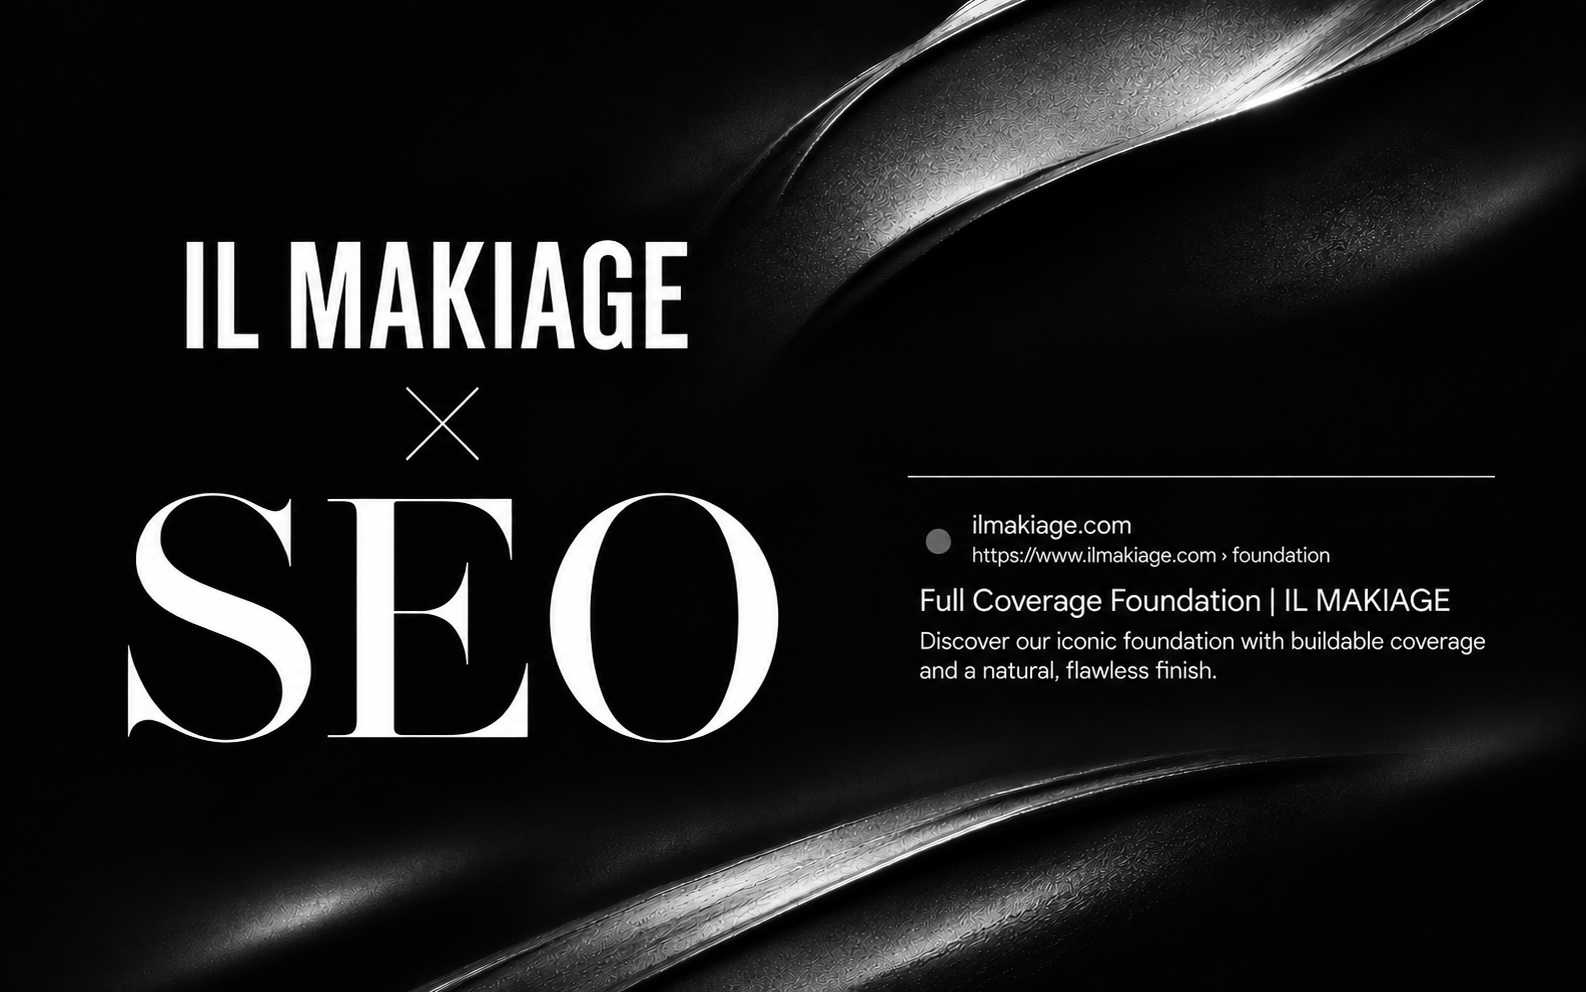 IL MAKIAGE
×
SEO
ilmakiage.com
https://www.ilmakiage.com › foundation
Full Coverage Foundation | IL MAKIAGE
Discover our iconic foundation with buildable coverage
and a natural, flawless finish.